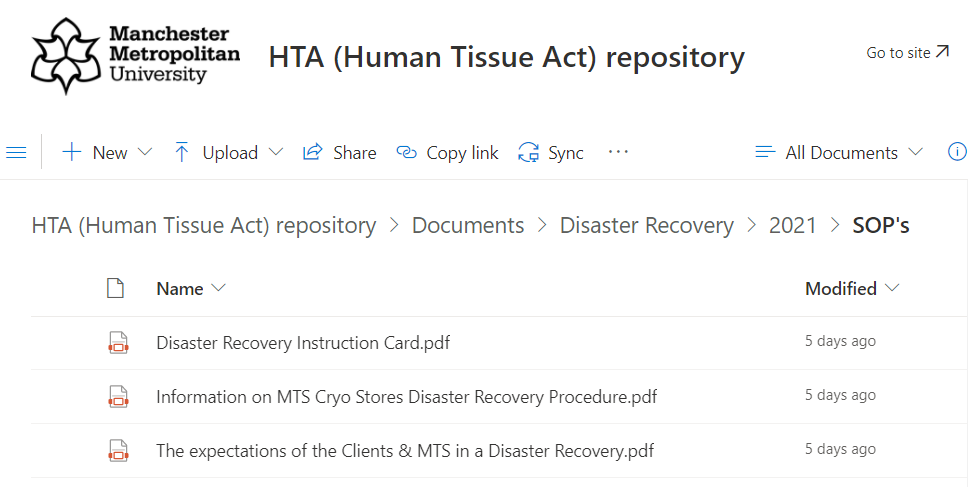 Manchester
Metropolitan
University
HTA (Human Tissue Act) repository
Go to site
New
Upload
Share
Copy link
Sync
All Documents
HTA (Human Tissue Act) repository > Documents > Disaster Recovery > 2021 > SOP's
Name
Modified
Disaster Recovery Instruction Card.pdf
5 days ago
Information on MTS Cryo Stores Disaster Recovery Procedure.pdf
5 days ago
The expectations of the Clients & MTS in a Disaster Recovery.pdf
5 days ago